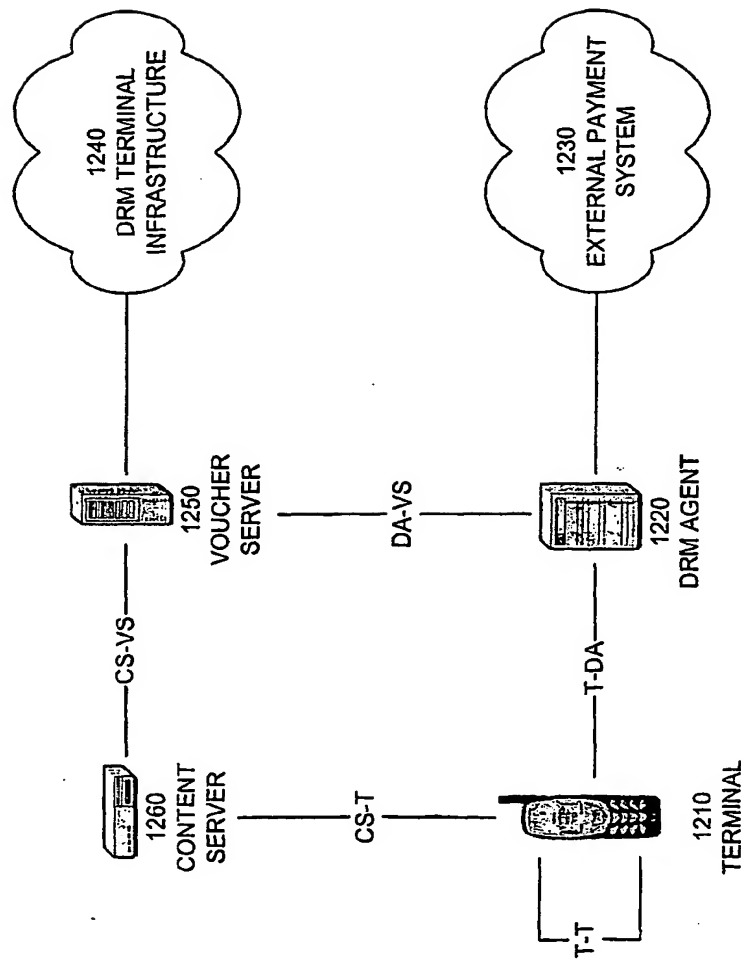 1240
DRM TERMINAL
INFRASTRUCTURE
1230
EXTERNAL PAYMENT
SYSTEM
1250
VOUCHER
SERVER
DA-VS
1220
DRM AGENT
CS-VS
T-DA
1260
CONTENT
SERVER
CS-T
1210
TERMINAL
T-T